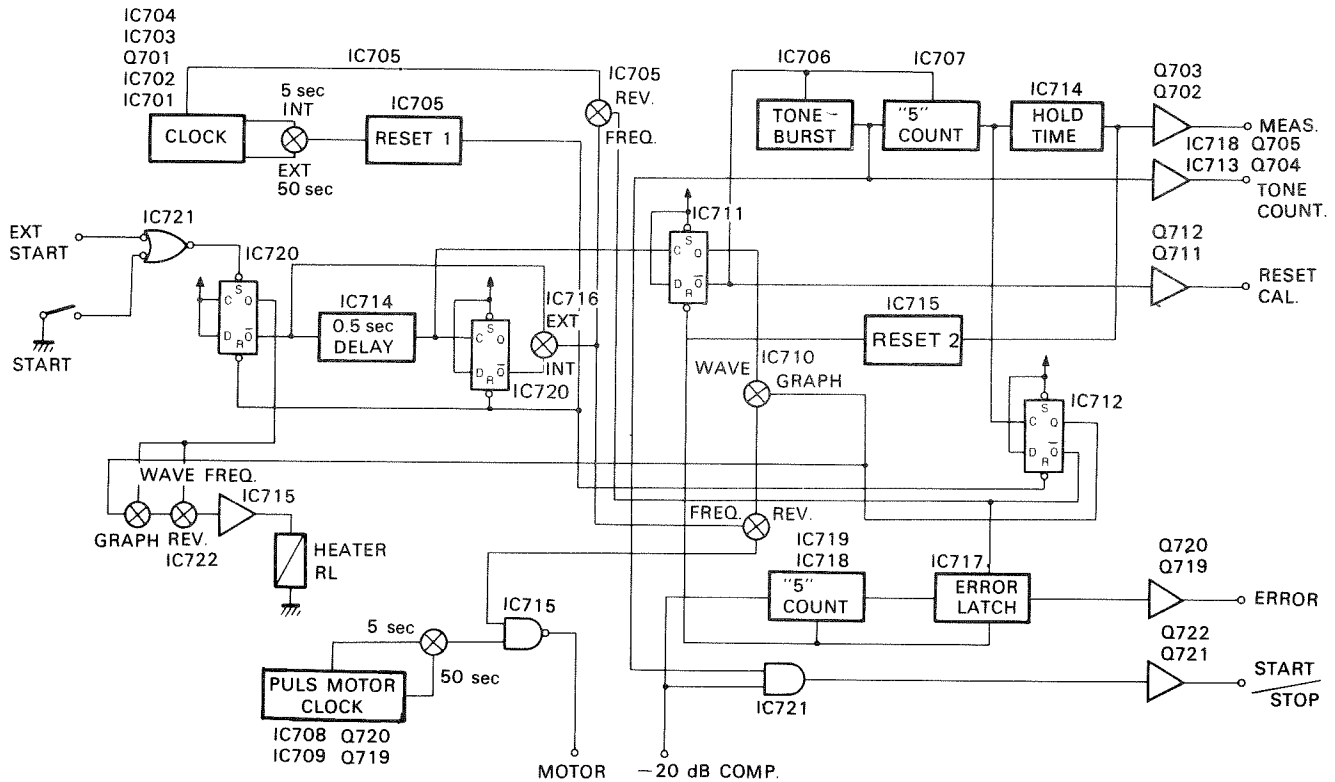 IC704
IC703
Q701
IC702
IC701
CLOCK
5 sec
INT
EXT
50 sec
IC705
IC705
RESET 1
IC705
REV.
FREQ.
IC706
TONE-
BURST
IC707
"5"
COUNT
IC714
HOLD
TIME
Q703
Q702
MEAS.
IC718 Q705
IC713 Q704
TONE
COUNT.
Q712
Q711
RESET
CAL.
EXT
START
IC721
START
IC720
S
C Q
D Q̅
R
IC714
0.5 sec
DELAY
S
C Q
D Q̅
R
IC720
IC716
EXT
INT
IC711
S
C Q
D Q̅
R
IC715
RESET 2
IC710
WAVE
GRAPH
IC712
S
C Q
D Q̅
R
WAVE FREQ.
GRAPH REV.
IC722
IC715
HEATER
RL
FREQ. REV.
IC719
IC718
"5"
COUNT
IC717
ERROR
LATCH
Q720
Q719
ERROR
Q722
Q721
START
STOP
IC721
IC715
5 sec
50 sec
PULS MOTOR
CLOCK
IC708 Q720
IC709 Q719
MOTOR
−20 dB COMP.